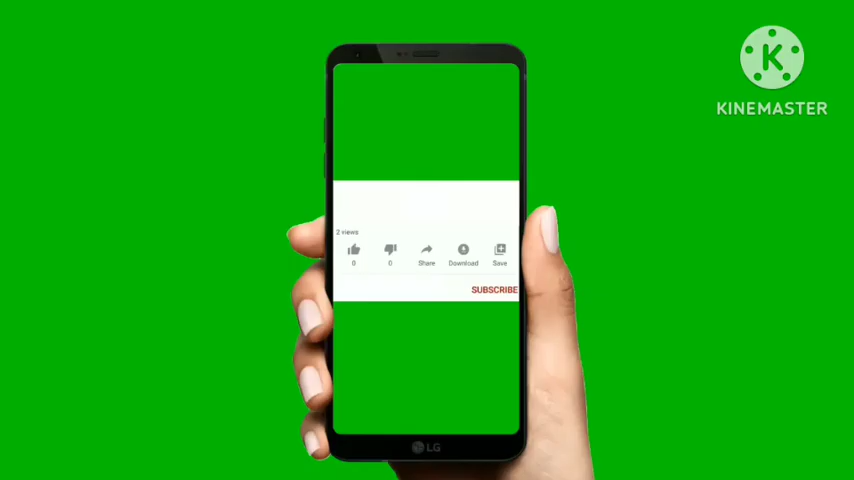 KINEMASTER
2 views
0 0 Share Download Save
SUBSCRIBE
LG